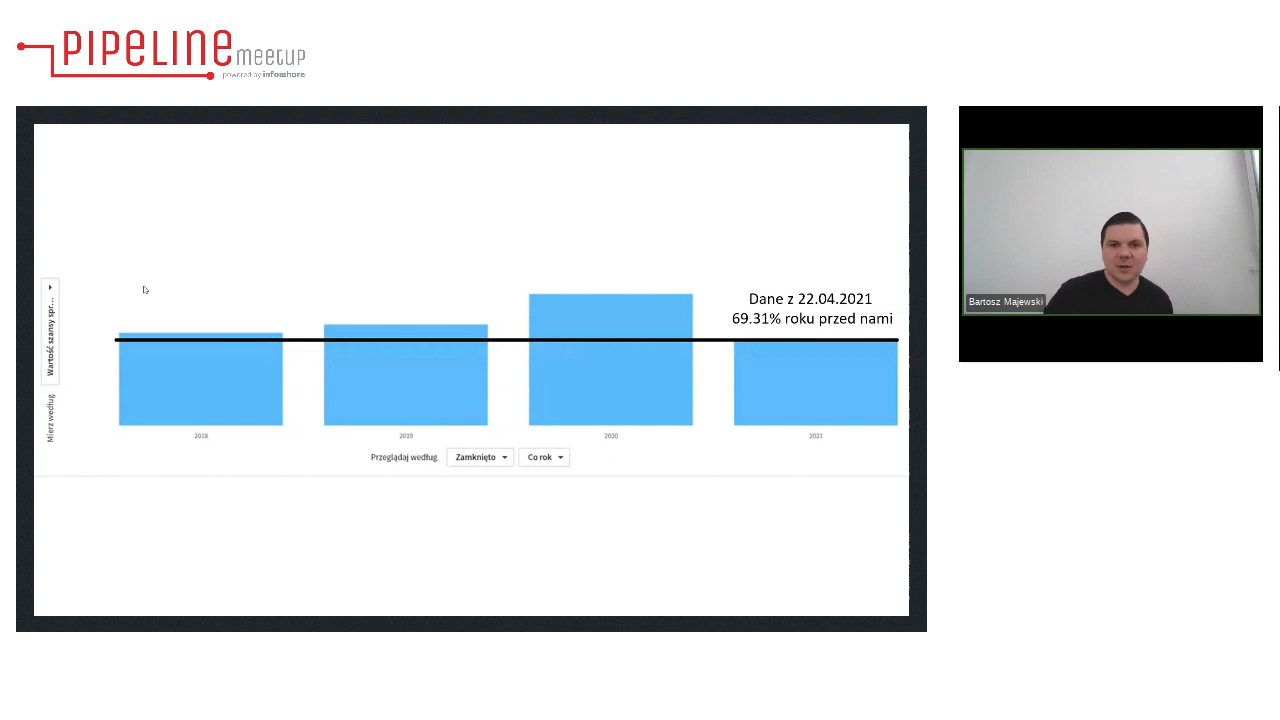 PIPELINE meetup
powered by infoshare
Dane z 22.04.2021
69.31% roku przed nami
Wartość szansy spr...
Mierz według
2018
2019
2020
2021
Przeglądaj według
Zamknięto
Co rok
Bartosz Majewski